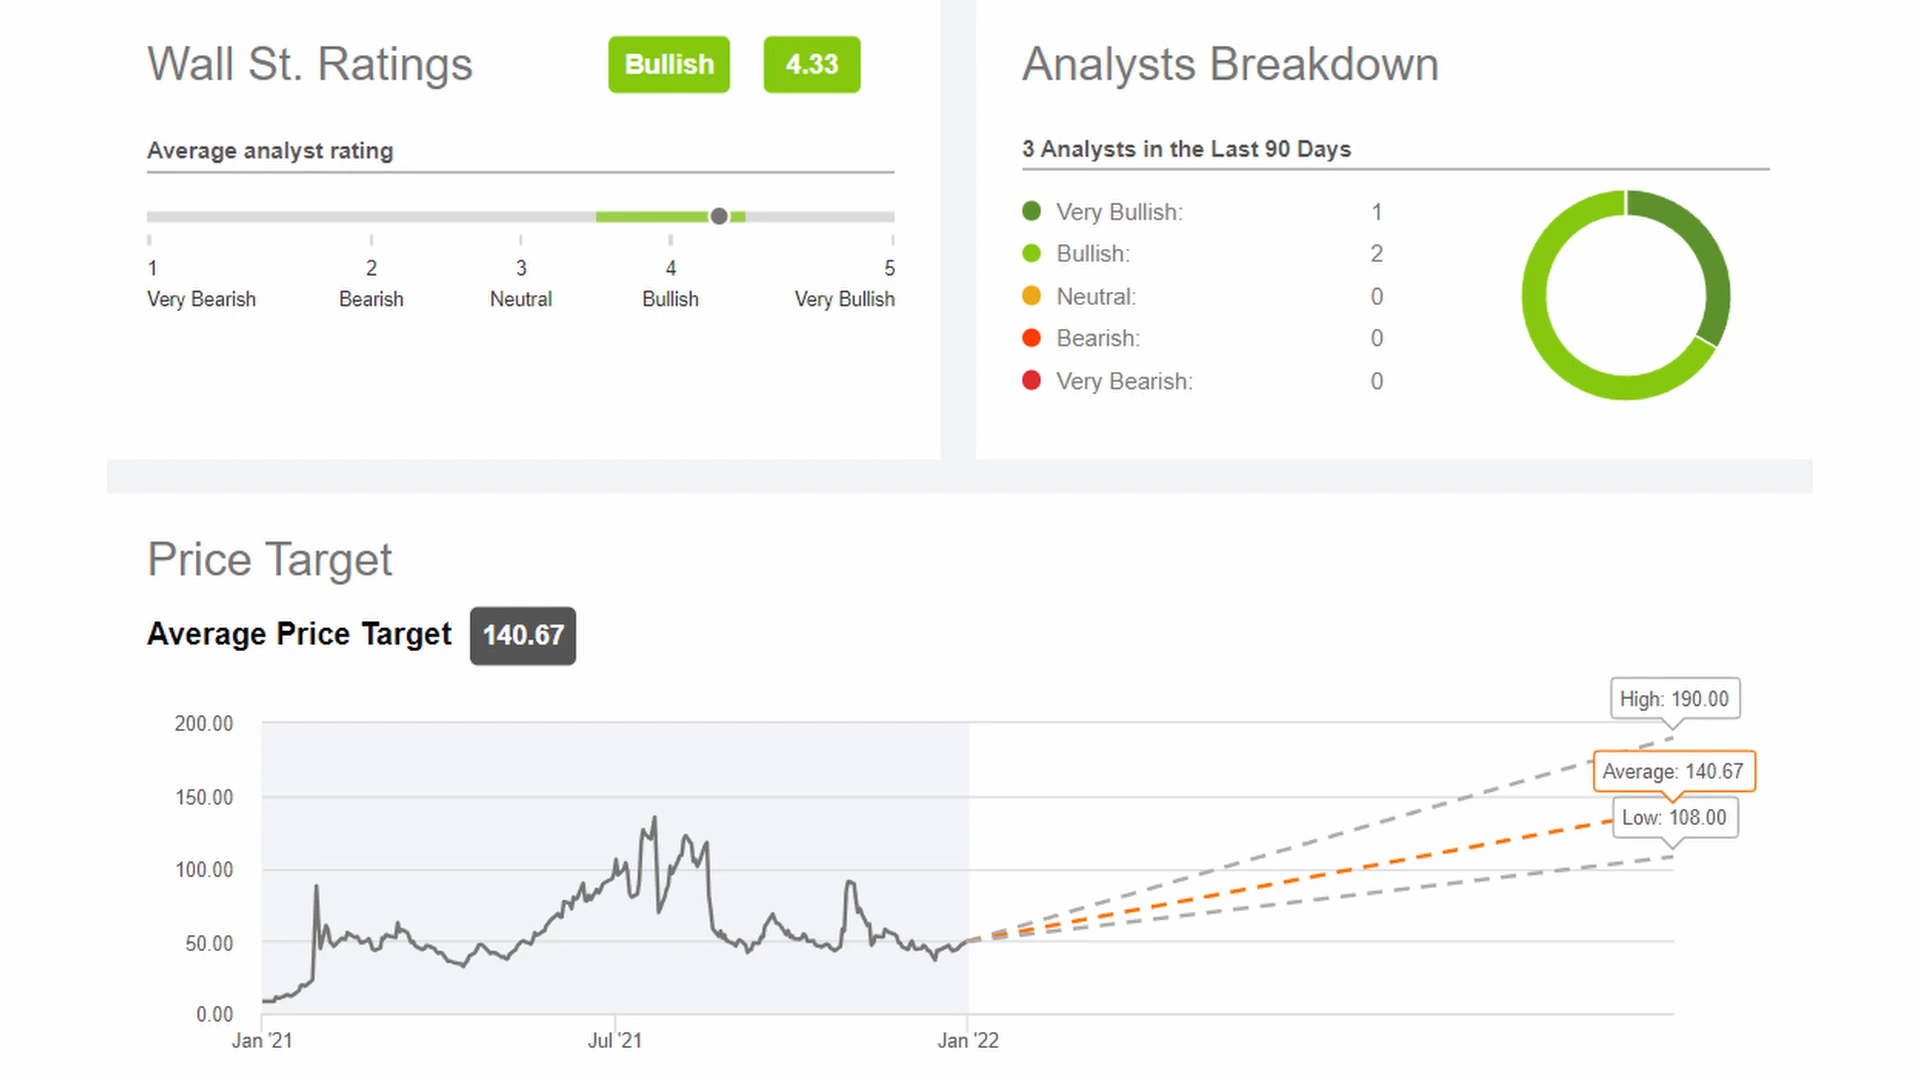 Wall St. Ratings
Bullish
4.33
Average analyst rating
1
2
3
4
5
Very Bearish
Bearish
Neutral
Bullish
Very Bullish
Analysts Breakdown
3 Analysts in the Last 90 Days
Very Bullish: 1
Bullish: 2
Neutral: 0
Bearish: 0
Very Bearish: 0
Price Target
Average Price Target 140.67
High: 190.00
Average: 140.67
Low: 108.00
200.00
150.00
100.00
50.00
0.00
Jan '21
Jul '21
Jan '22